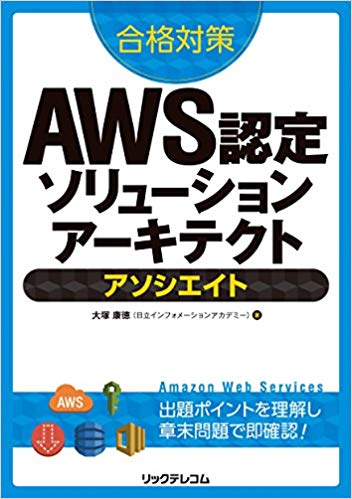 合格対策
AWS認定
ソリューション
アーキテクト
アソシエイト
大塚 康徳（日立インフォメーションアカデミー） 著
Amazon Web Services
AWS
出題ポイントを理解し
章末問題で即確認！
リックテレコム